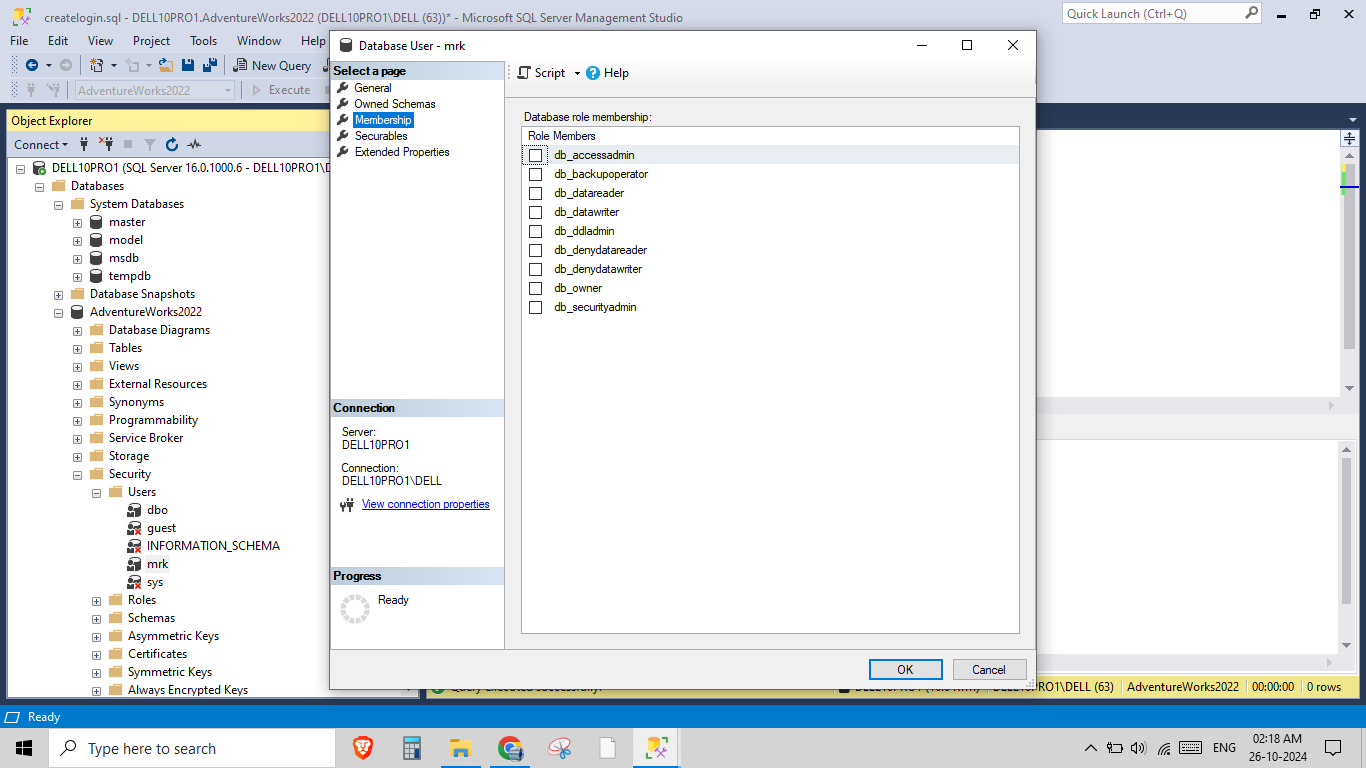 createlogin.sql - DELL10PRO1.AdventureWorks2022 (DELL10PRO1\DELL (63))* - Microsoft SQL Server Management Studio
Quick Launch (Ctrl+Q)
File Edit View Project Tools Window Help
New Query
AdventureWorks2022
Execute
Object Explorer
Connect
DELL10PRO1 (SQL Server 16.0.1000.6 - DELL10PRO1\D
Databases
System Databases
master
model
msdb
tempdb
Database Snapshots
AdventureWorks2022
Database Diagrams
Tables
Views
External Resources
Synonyms
Programmability
Service Broker
Storage
Security
Users
dbo
guest
INFORMATION_SCHEMA
mrk
sys
Roles
Schemas
Asymmetric Keys
Certificates
Symmetric Keys
Always Encrypted Keys
Database User - mrk
Select a page
General
Owned Schemas
Membership
Securables
Extended Properties
Connection
Server:
DELL10PRO1
Connection:
DELL10PRO1\DELL
View connection properties
Progress
Ready
Script Help
Database role membership:
Role Members
db_accessadmin
db_backupoperator
db_datareader
db_datawriter
db_ddladmin
db_denydatareader
db_denydatawriter
db_owner
db_securityadmin
OK Cancel
DELL10PRO1\DELL (63) AdventureWorks2022 00:00:00 0 rows
Ready
Type here to search
ENG
02:18 AM
26-10-2024